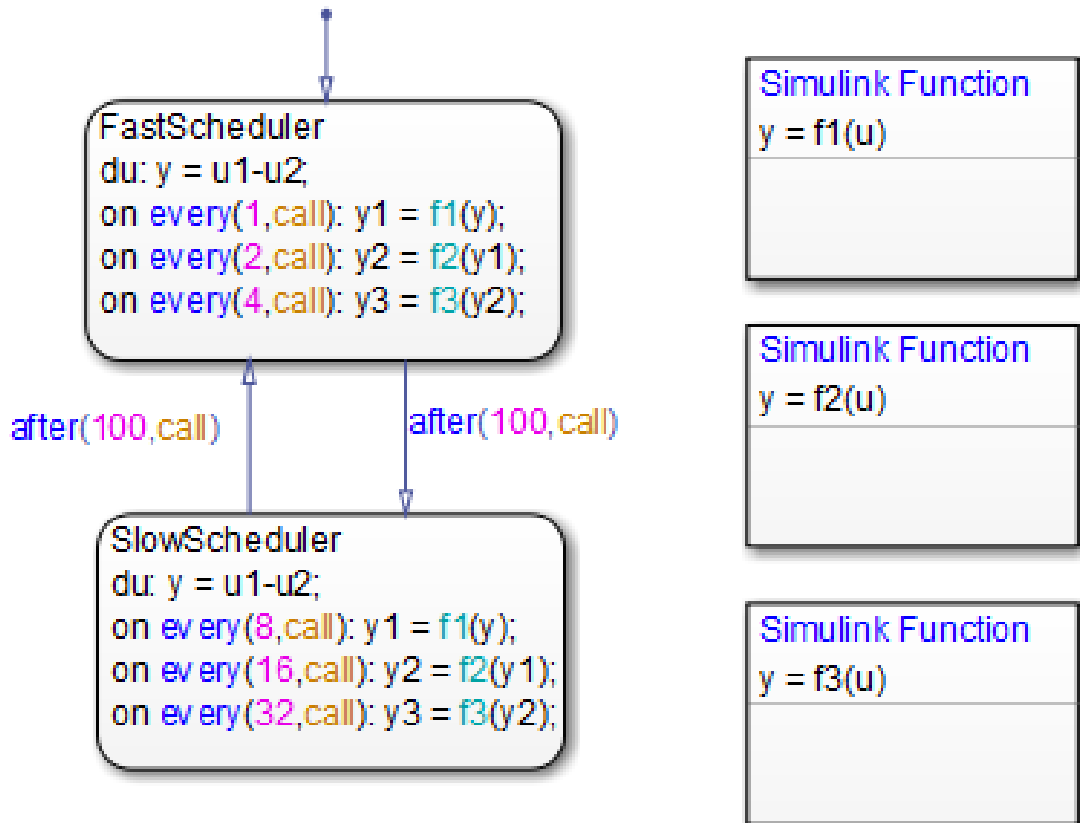 FastScheduler
du: y = u1-u2;
on every(1,call): y1 = f1(y);
on every(2,call): y2 = f2(y1);
on every(4,call): y3 = f3(y2);
after(100,call)
after(100,call)
SlowScheduler
du: y = u1-u2;
on every(8,call): y1 = f1(y);
on every(16,call): y2 = f2(y1);
on every(32,call): y3 = f3(y2);
Simulink Function
y = f1(u)
Simulink Function
y = f2(u)
Simulink Function
y = f3(u)